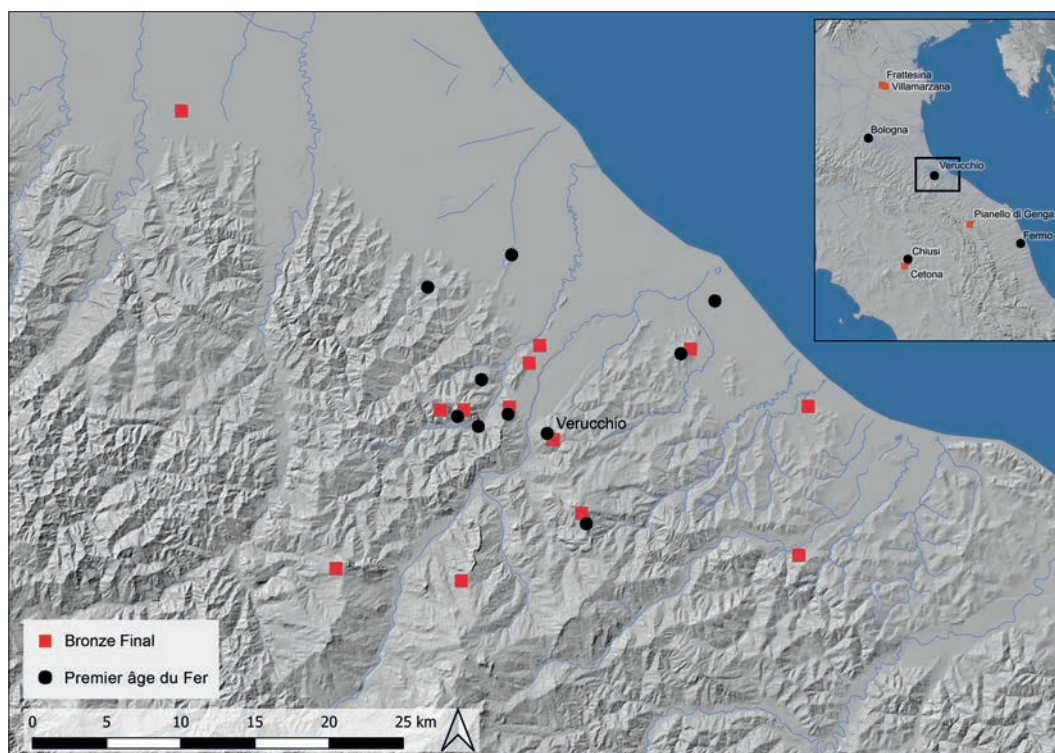 Frattesina
Villamarzana
Bologna
Verucchio
Pianello di Genga
Fermo
Chiusi
Cetona
Verucchio
Bronze Final
Premier âge du Fer
0 5 10 15 20 25 km